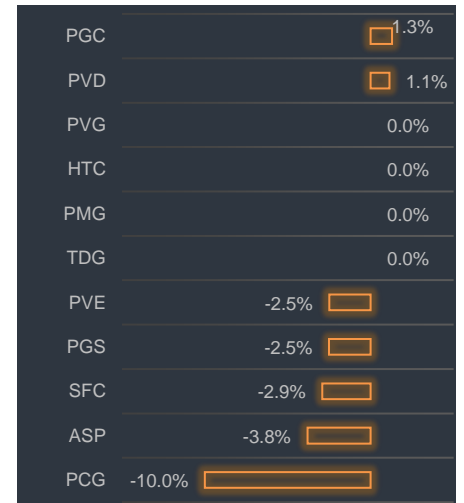 PGC 1.3%
PVD 1.1%
PVG 0.0%
HTC 0.0%
PMG 0.0%
TDG 0.0%
PVE -2.5%
PGS -2.5%
SFC -2.9%
ASP -3.8%
PCG -10.0%